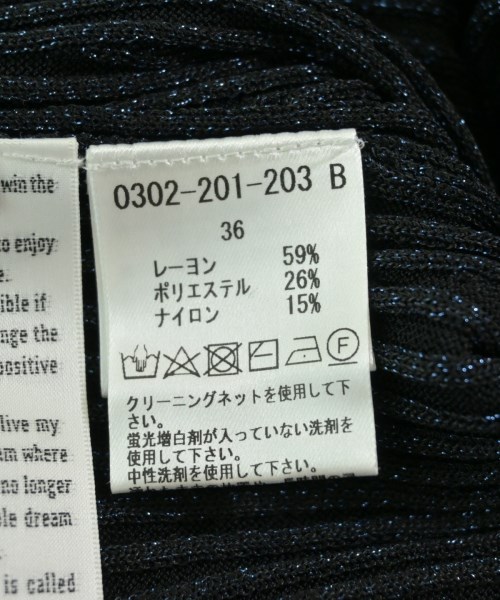 win the
to enjoy
e.
ible if
nge the
positive
live my
m where
no longer
le dream
is called
0302-201-203 B
36
レーヨン 59%
ポリエステル 26%
ナイロン 15%
F
クリーニングネットを使用して下
さい。
蛍光増白剤が入っていない洗剤を
使用して下さい。
中性洗剤を使用して下さい。